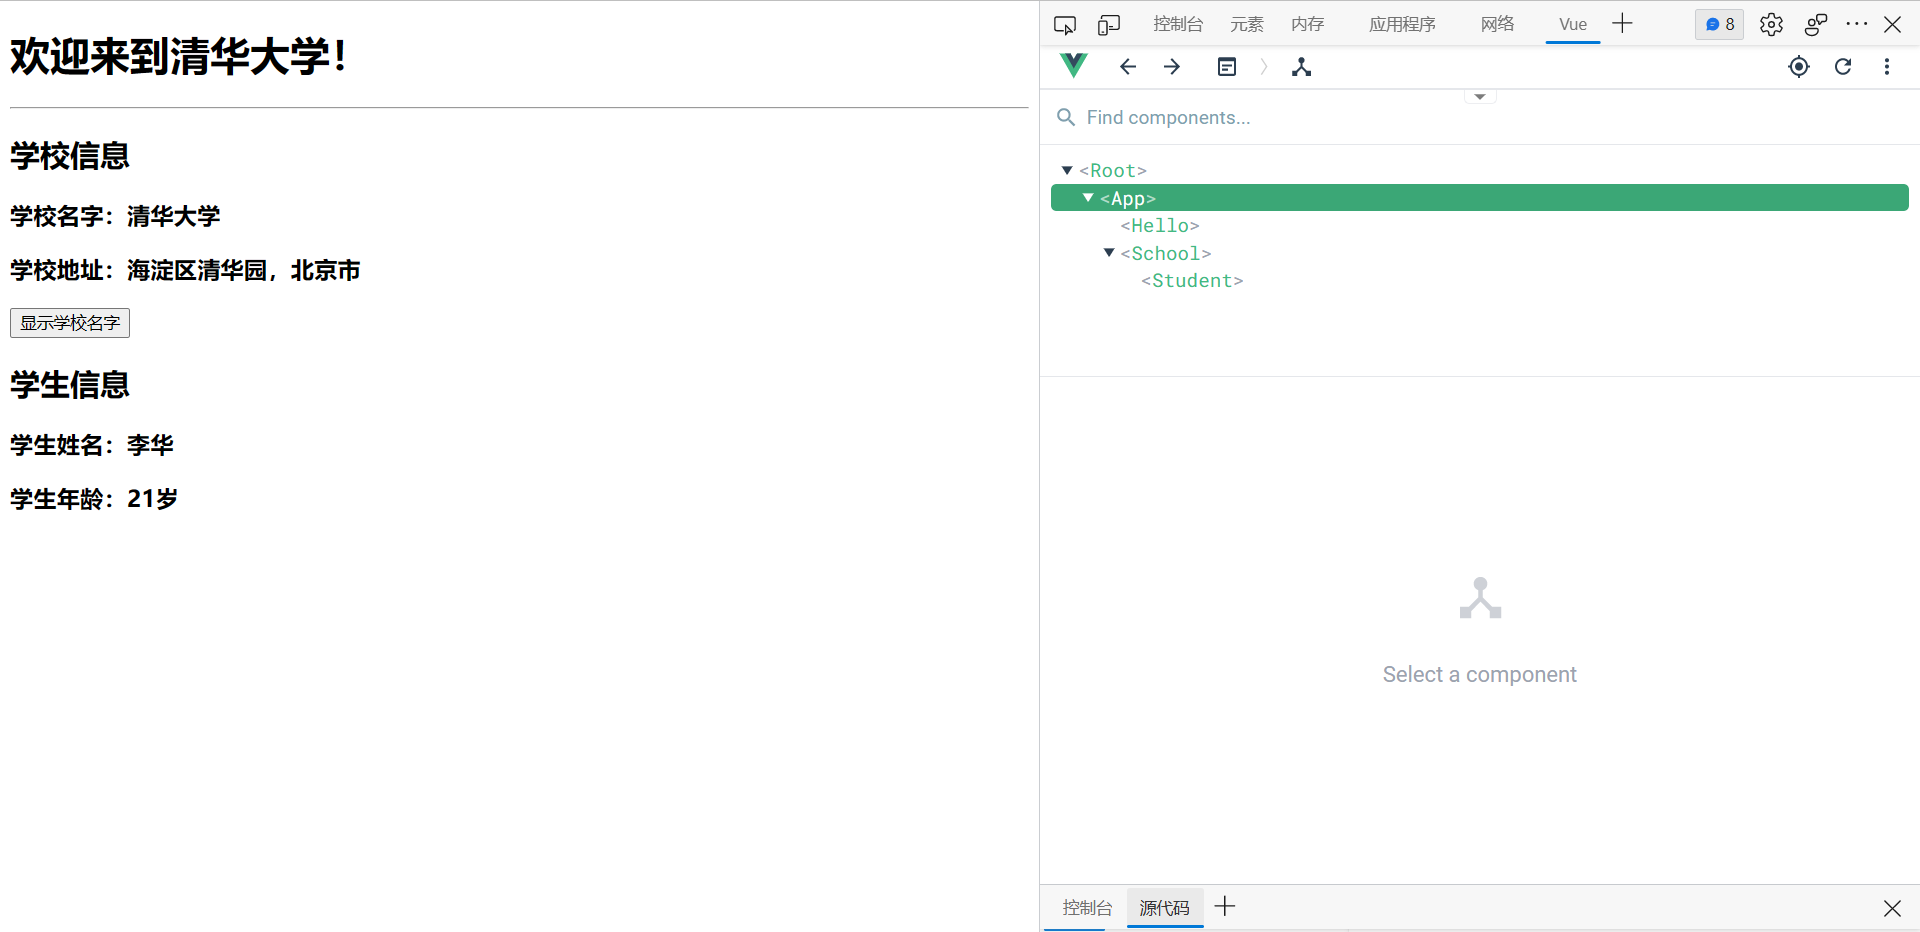 欢迎来到清华大学！
学校信息
学校名字：清华大学
学校地址：海淀区清华园，北京市
显示学校名字
学生信息
学生姓名：李华
学生年龄：21岁
控制台 元素 内存 应用程序 网络 Vue 8
Find components...
<Root>
<App>
<Hello>
<School>
<Student>
Select a component
控制台 源代码